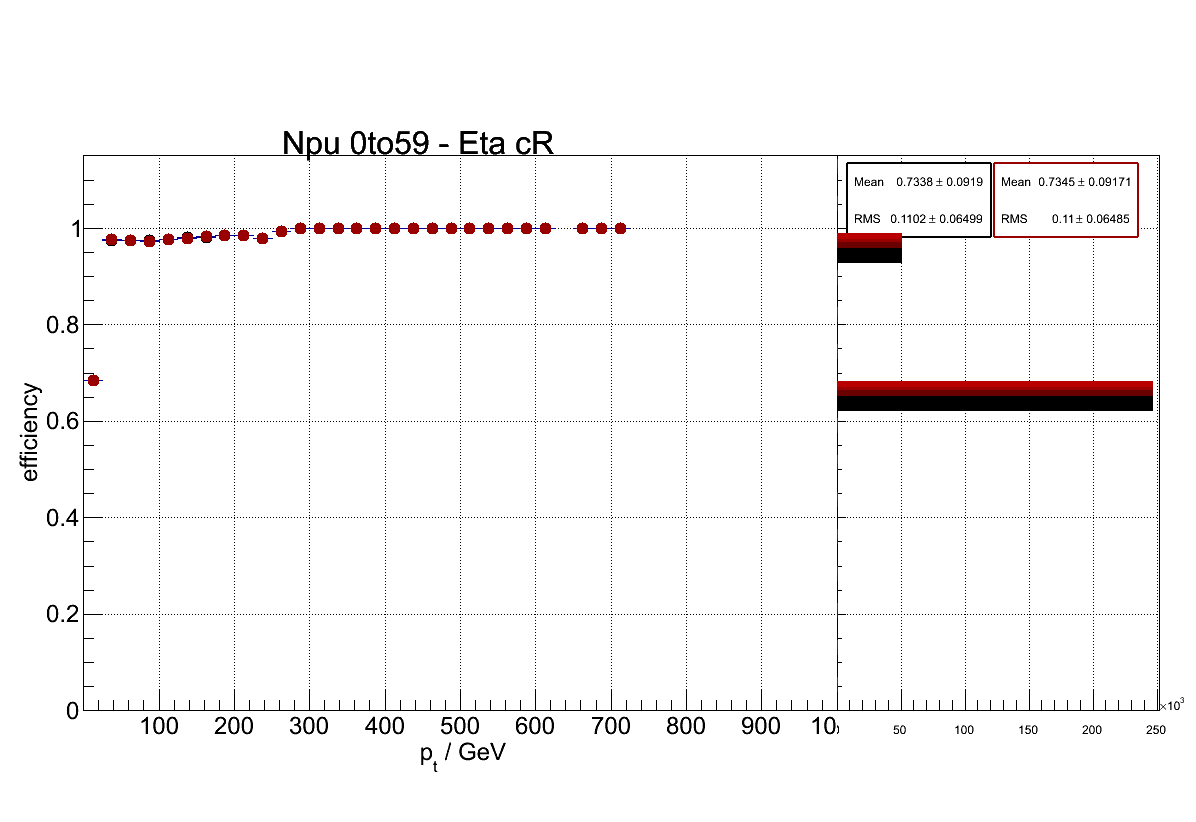 Npu 0to59 - Eta cR
Mean 0.7338 ± 0.0919
RMS 0.1102 ± 0.06499
Mean 0.7345 ± 0.09171
RMS 0.11 ± 0.06485
1
0.8
0.6
0.4
0.2
0
efficiency
100 200 300 400 500 600 700 800 900
p_t / GeV
50 100 150 200 250
×10³